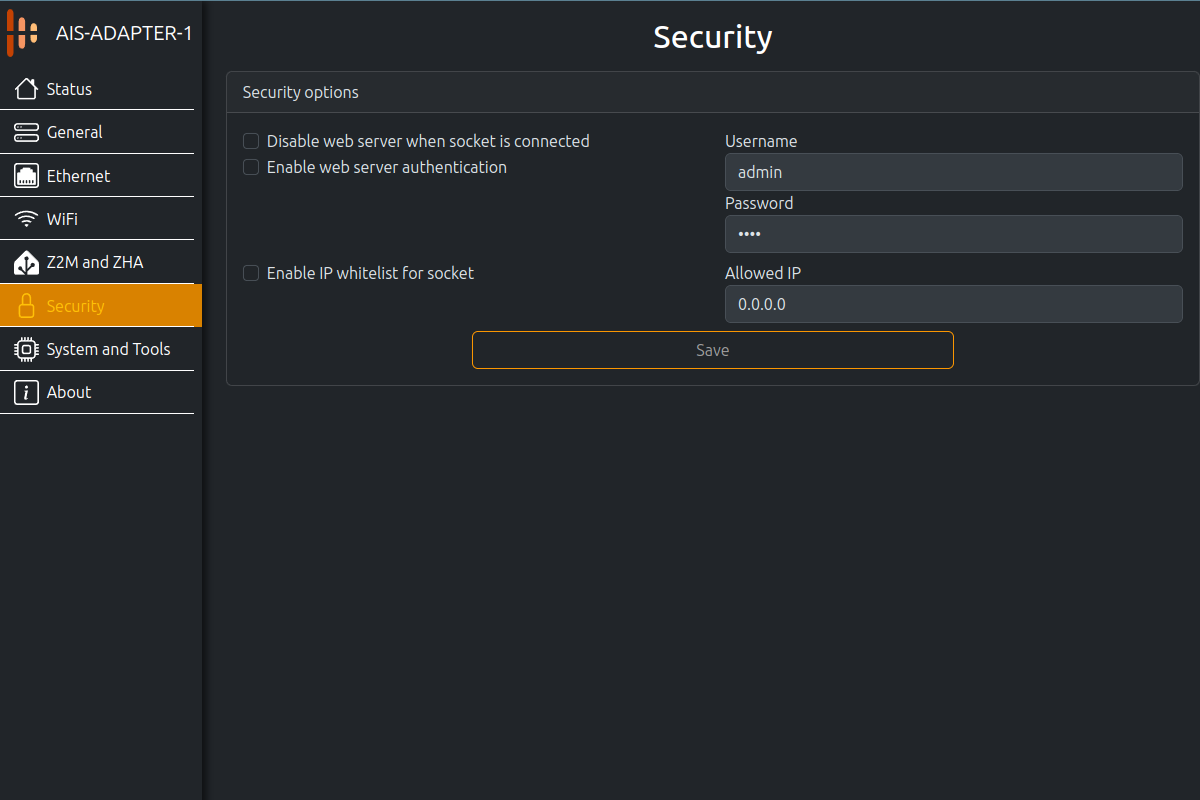 AIS-ADAPTER-1
Status
General
Ethernet
WiFi
Z2M and ZHA
Security
System and Tools
About
Security
Security options
Disable web server when socket is connected
Enable web server authentication
Username
admin
Password
••••
Enable IP whitelist for socket
Allowed IP
0.0.0.0
Save